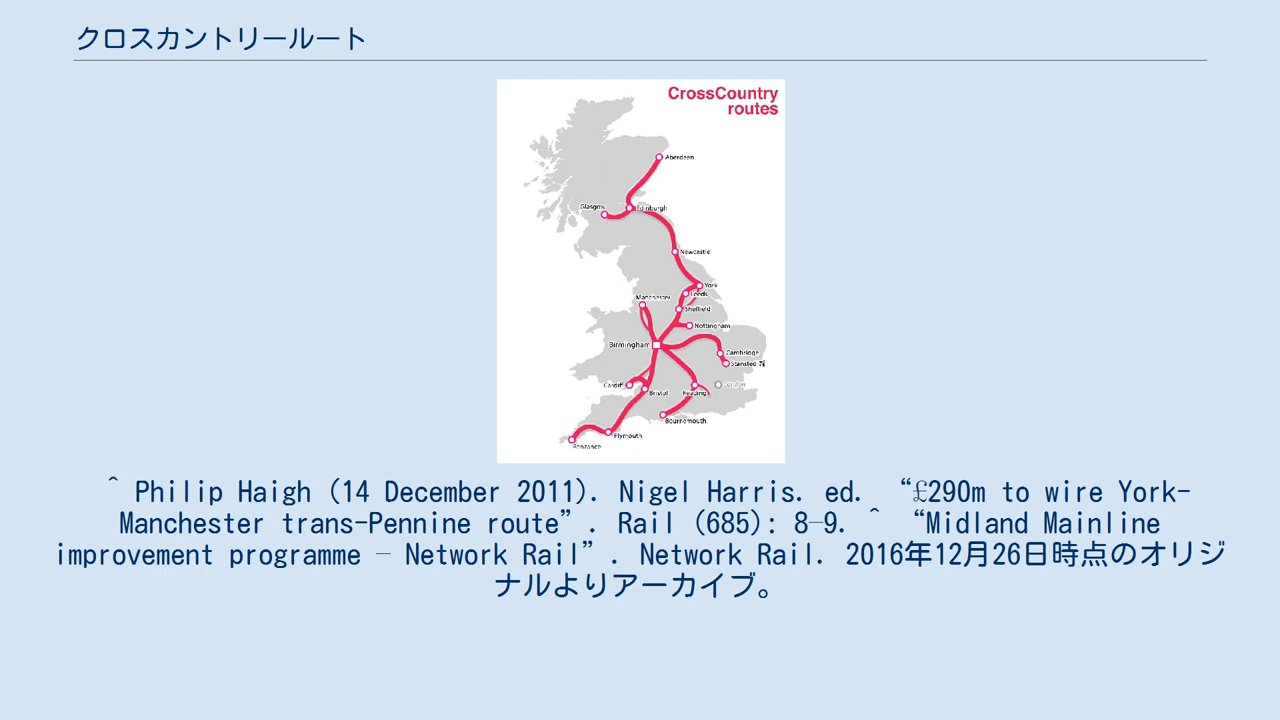 クロスカントリールート
CrossCountry
routes
Aberdeen
Glasgow
Edinburgh
Newcastle
York
Leeds
Manchester
Sheffield
Nottingham
Birmingham
Cambridge
Stansted
Cardiff
London
Bristol
Reading
Bournemouth
Plymouth
Penzance
^ Philip Haigh (14 December 2011). Nigel Harris. ed. “£290m to wire York-
Manchester trans-Pennine route”. Rail (685): 8–9. ^ “Midland Mainline
improvement programme – Network Rail”. Network Rail. 2016年12月26日時点のオリジ
ナルよりアーカイブ。